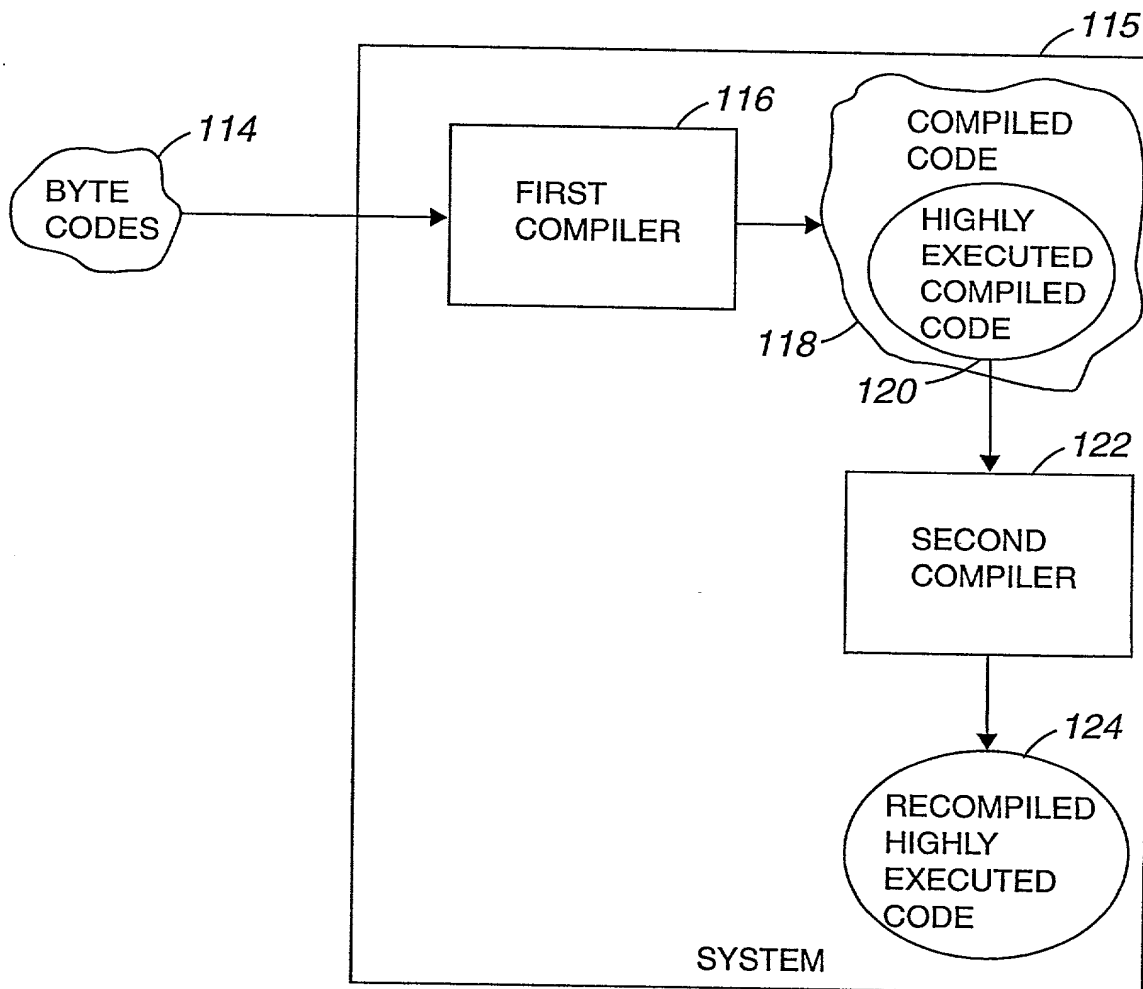 115
116
114
BYTE
CODES
FIRST
COMPILER
COMPILED
CODE
HIGHLY
EXECUTED
COMPILED
CODE
118
120
122
SECOND
COMPILER
124
RECOMPILED
HIGHLY
EXECUTED
CODE
SYSTEM